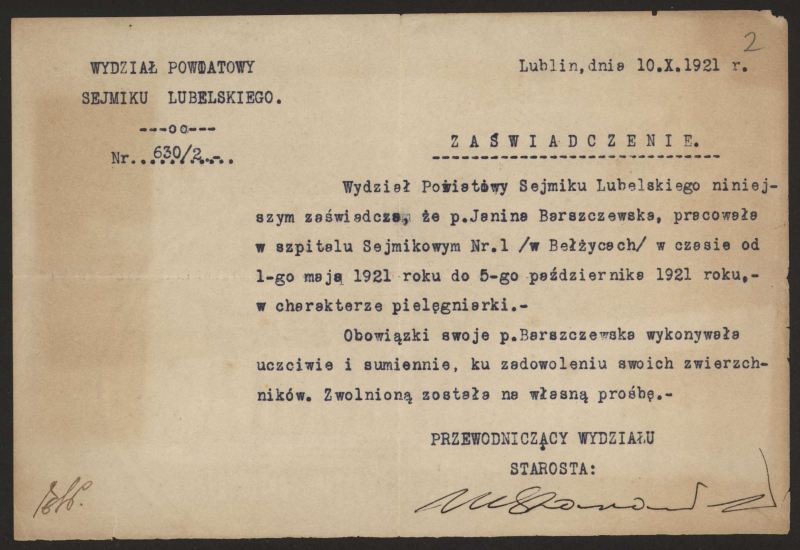 2
WYDZIAŁ POWIATOWY
SEJMIKU LUBELSKIEGO.
---oo---
Nr..630/2.-..
Lublin,dnia 10.X.1921 r.
ZAŚWIADCZENIE.
Wydział Powiatowy Sejmiku Lubelskiego niniej-
szym zaświadcza, że p.Janina Barszczewska, pracowała
w szpitalu Sejmikowym Nr.1 /w Bełżycach/ w czasie od
1-go maja 1921 roku do 5-go października 1921 roku,-
w charakterze pielęgniarki.-
Obowiązki swoje p.Barszczewska wykonywała
uczciwie i sumiennie, ku zadowoleniu swoich zwierzch-
ników. Zwolnioną została na własną prośbę.-
PRZEWODNICZĄCY WYDZIAŁU
STAROSTA: